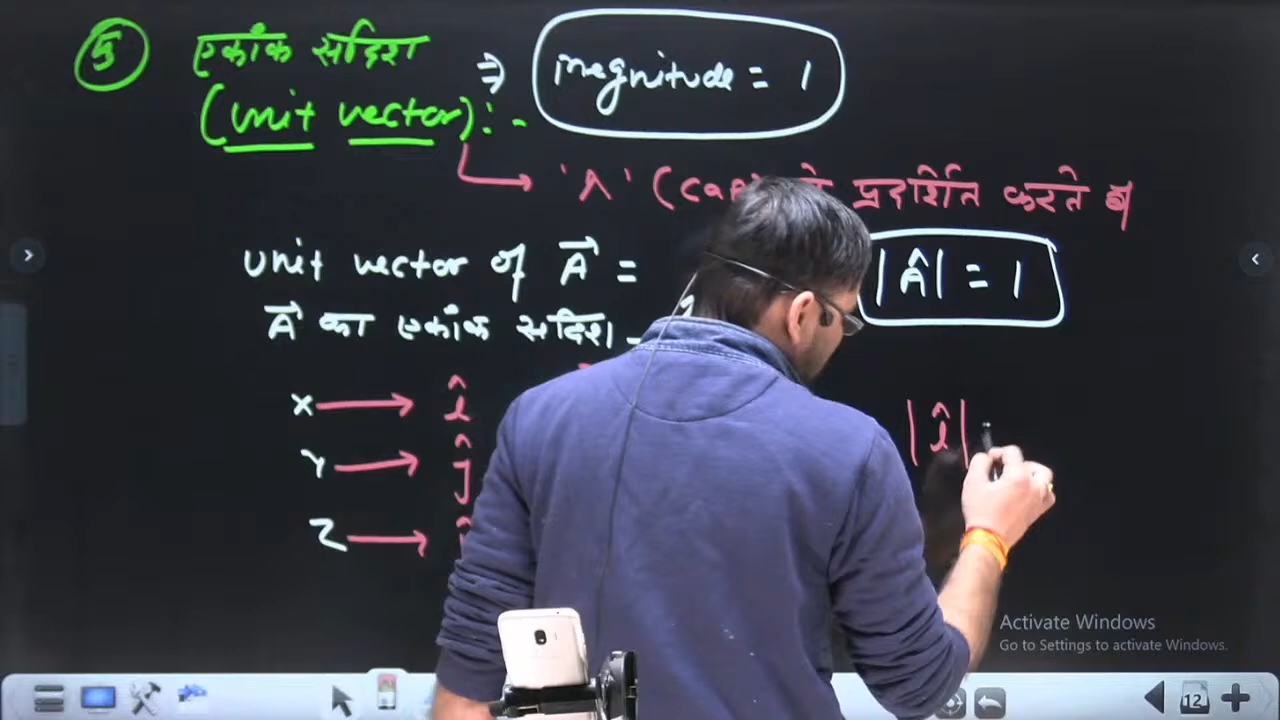 5 एकांक सदिश
(unit vector) :- ⇒ magnitude = 1
'^' (cap) से प्रदर्शित करते
unit vector of A⃗ =
|Â| = 1
A⃗ का एकांक सदिश
X → î
|î|
Y → ĵ
Z →
Activate Windows
Go to Settings to activate Windows.
12